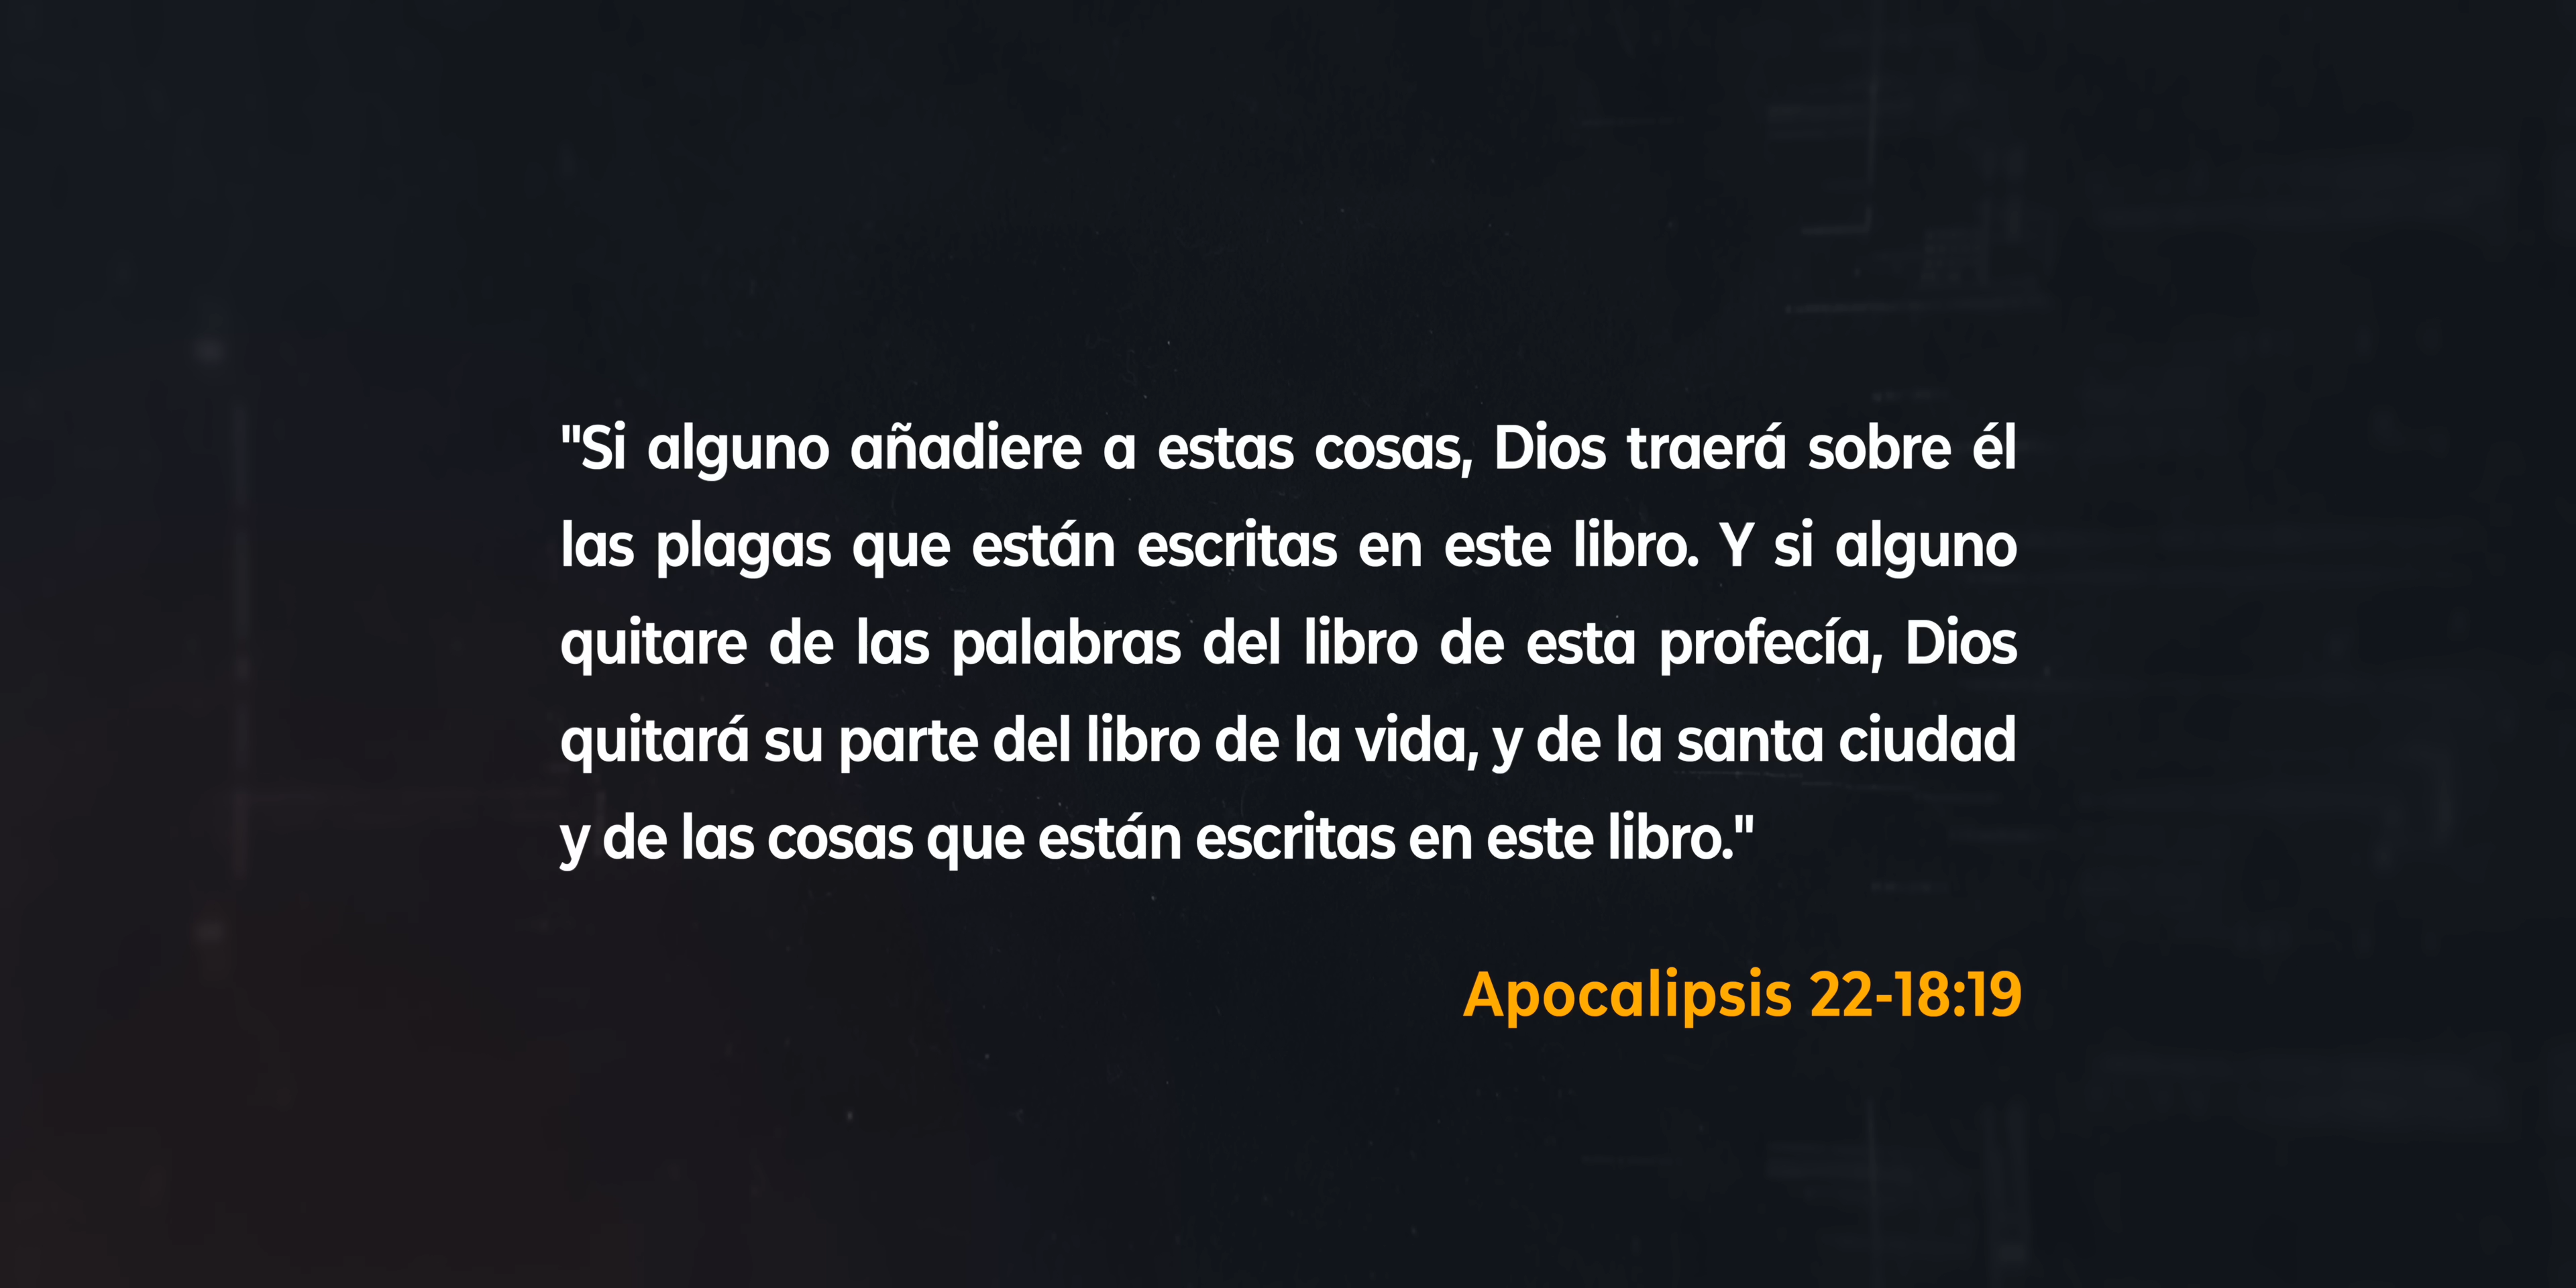 "Si alguno añadiere a estas cosas, Dios traerá sobre él
las plagas que están escritas en este libro. Y si alguno
quitare de las palabras del libro de esta profecía, Dios
quitará su parte del libro de la vida, y de la santa ciudad
y de las cosas que están escritas en este libro."
Apocalipsis 22-18:19